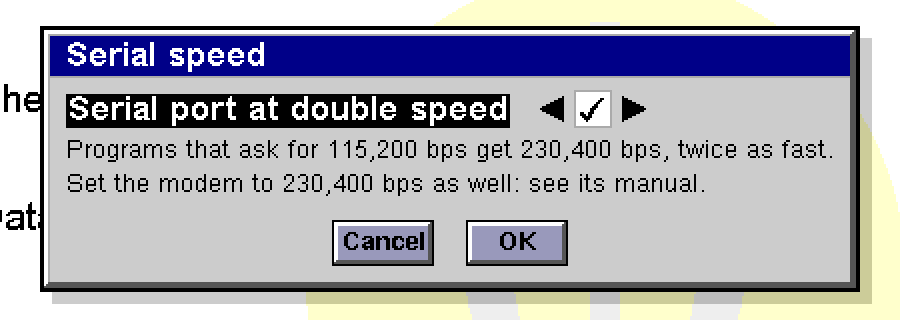 Serial speed
he
Serial port at double speed
Programs that ask for 115,200 bps get 230,400 bps, twice as fast.
Set the modem to 230,400 bps as well: see its manual.
Cancel OK